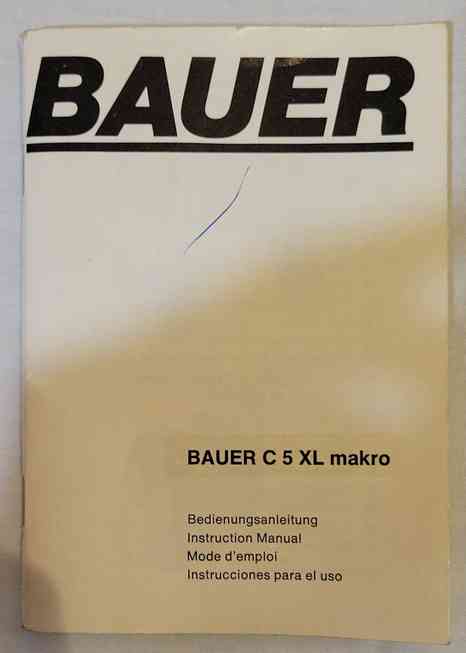 BAUER
BAUER C 5 XL makro
Bedienungsanleitung
Instruction Manual
Mode d'emploi
Instrucciones para el uso